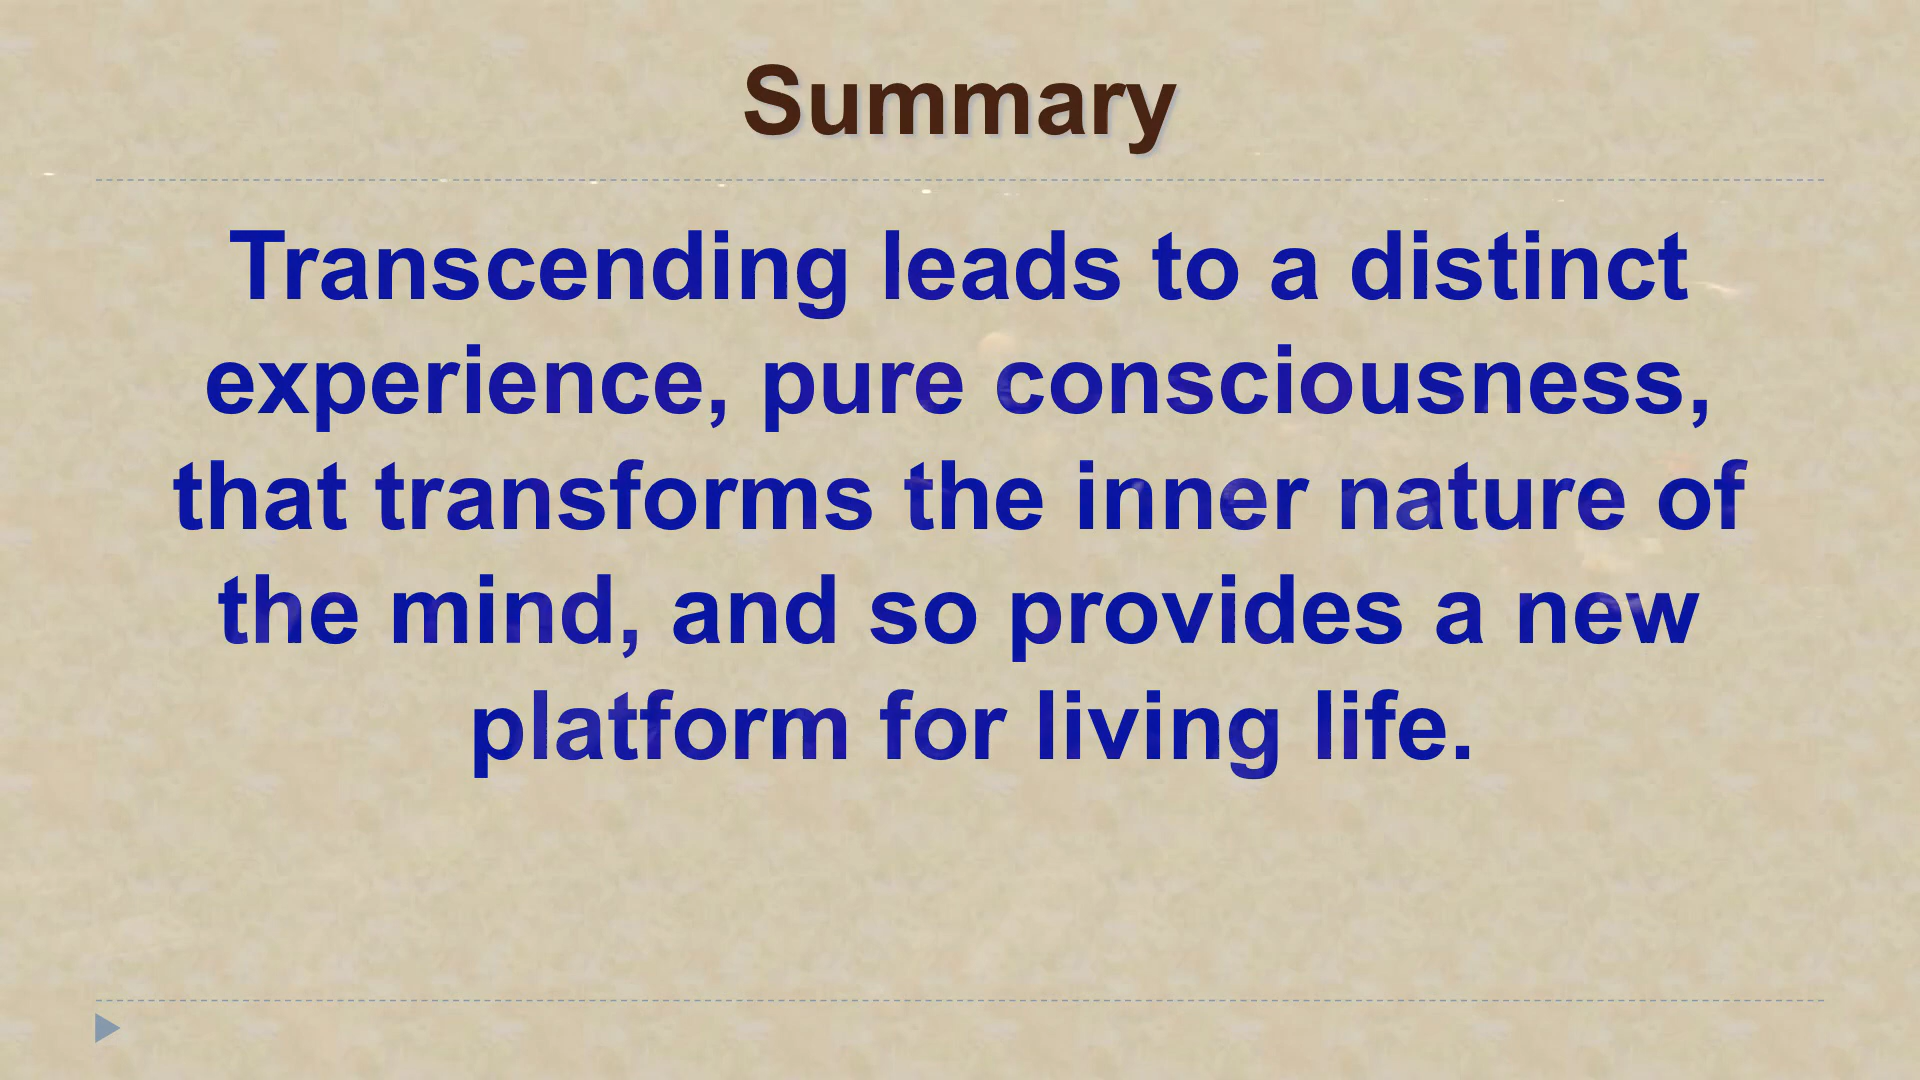 Summary
Transcending leads to a distinct
experience, pure consciousness,
that transforms the inner nature of
the mind, and so provides a new
platform for living life.